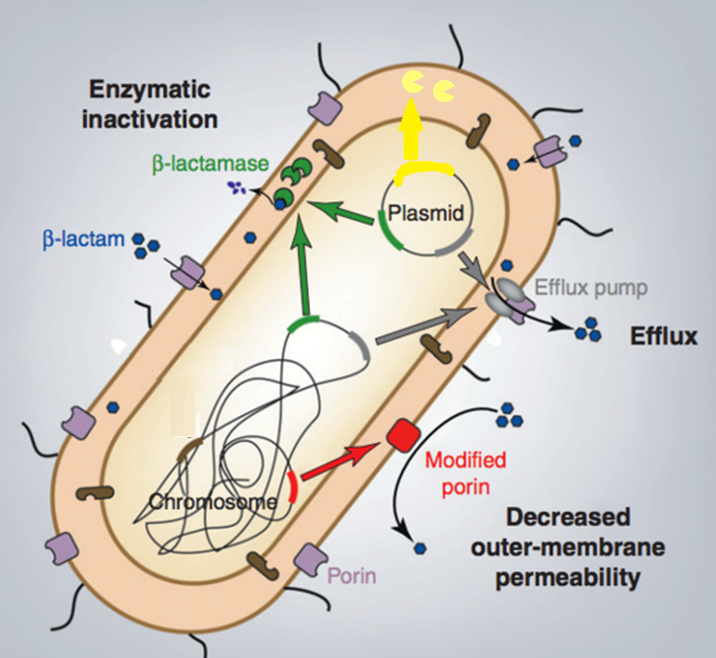 Enzymatic
inactivation
β-lactamase
Plasmid
β-lactam
Efflux pump
Efflux
Modified
porin
Chromosome
Decreased
outer-membrane
permeability
Porin